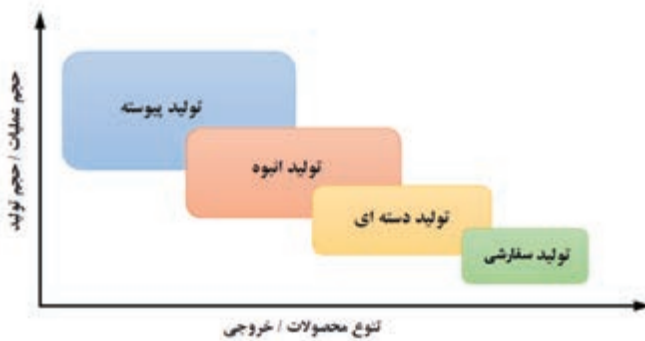 حجم عملیات / حجم تولید
تولید پیوسته
تولید انبوه
تولید دسته ای
تولید سفارشی
تنوع محصولات / خروجی